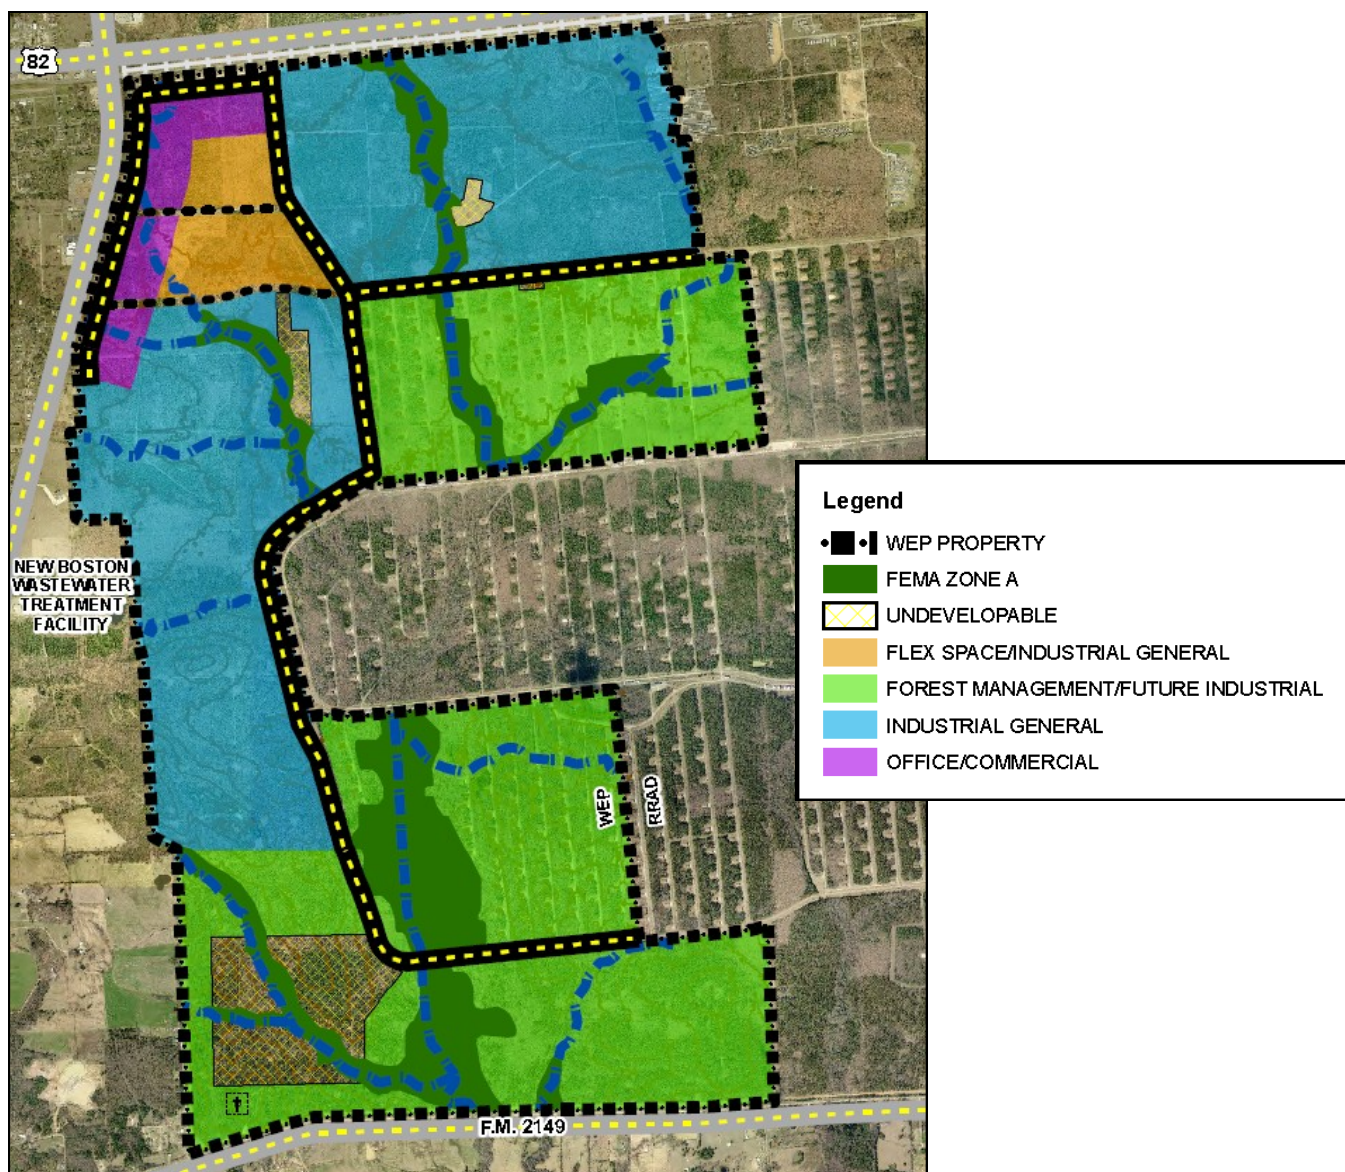 82
NEW BOSTON
WASTEWATER
TREATMENT
FACILITY
WEP
RRAD
F.M. 2149
Legend
WEP PROPERTY
FEMA ZONE A
UNDEVELOPABLE
FLEX SPACE/INDUSTRIAL GENERAL
FOREST MANAGEMENT/FUTURE INDUSTRIAL
INDUSTRIAL GENERAL
OFFICE/COMMERCIAL